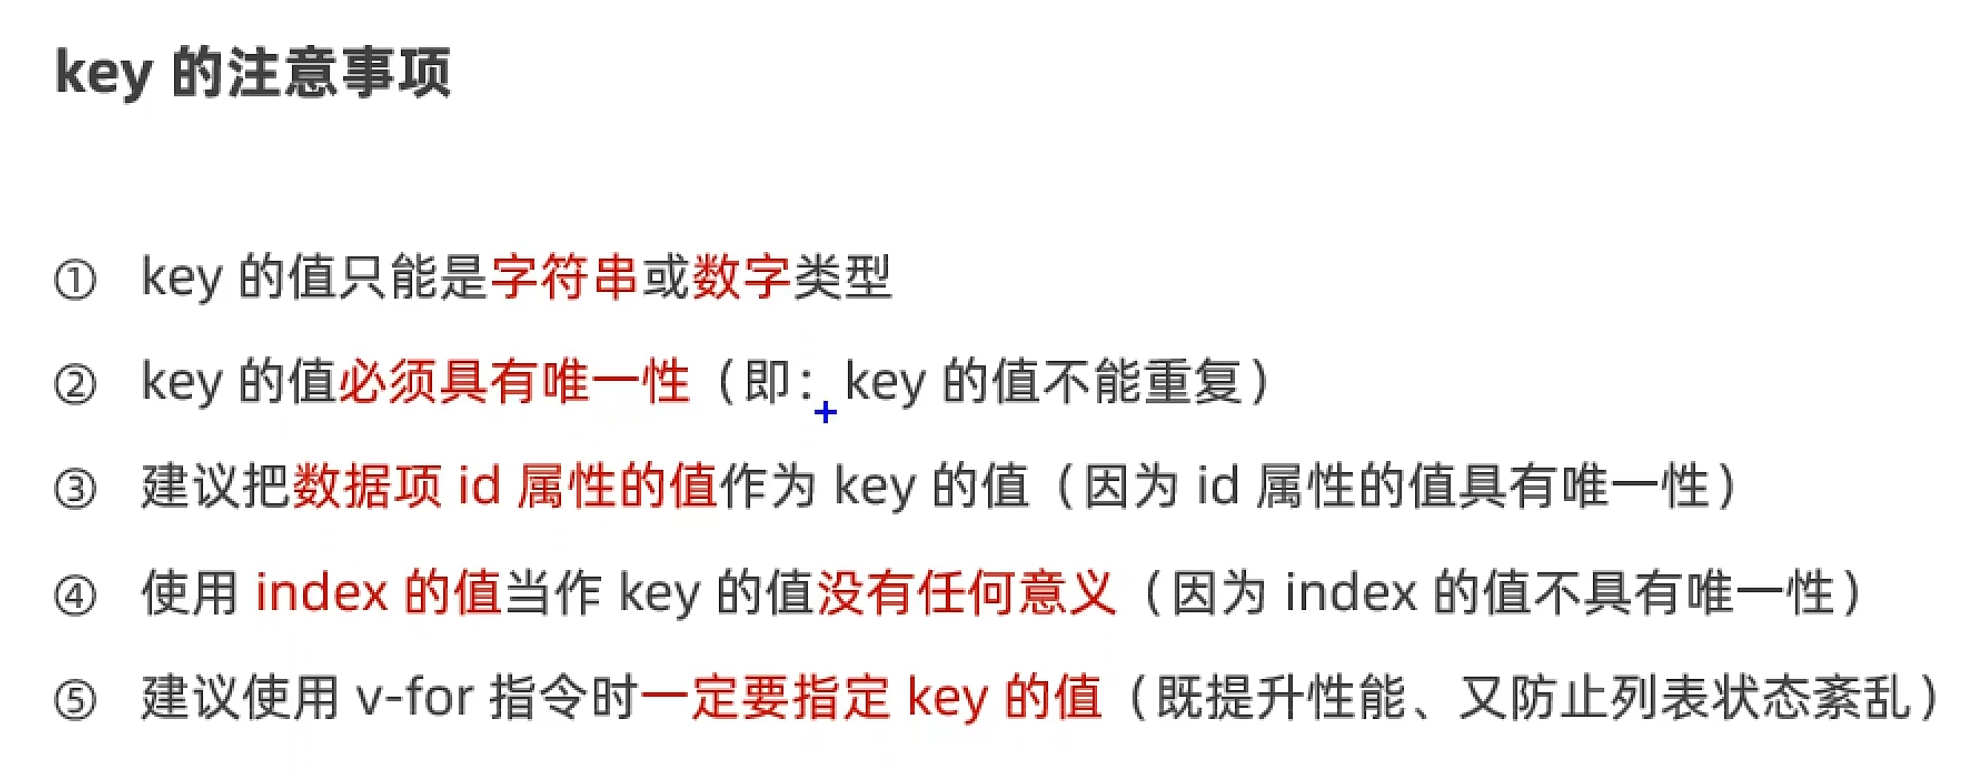 key 的注意事项
① key 的值只能是字符串或数字类型
② key 的值必须具有唯一性（即：key 的值不能重复）
③ 建议把数据项 id 属性的值作为 key 的值（因为 id 属性的值具有唯一性）
④ 使用 index 的值当作 key 的值没有任何意义（因为 index 的值不具有唯一性）
⑤ 建议使用 v-for 指令时一定要指定 key 的值（既提升性能、又防止列表状态紊乱）